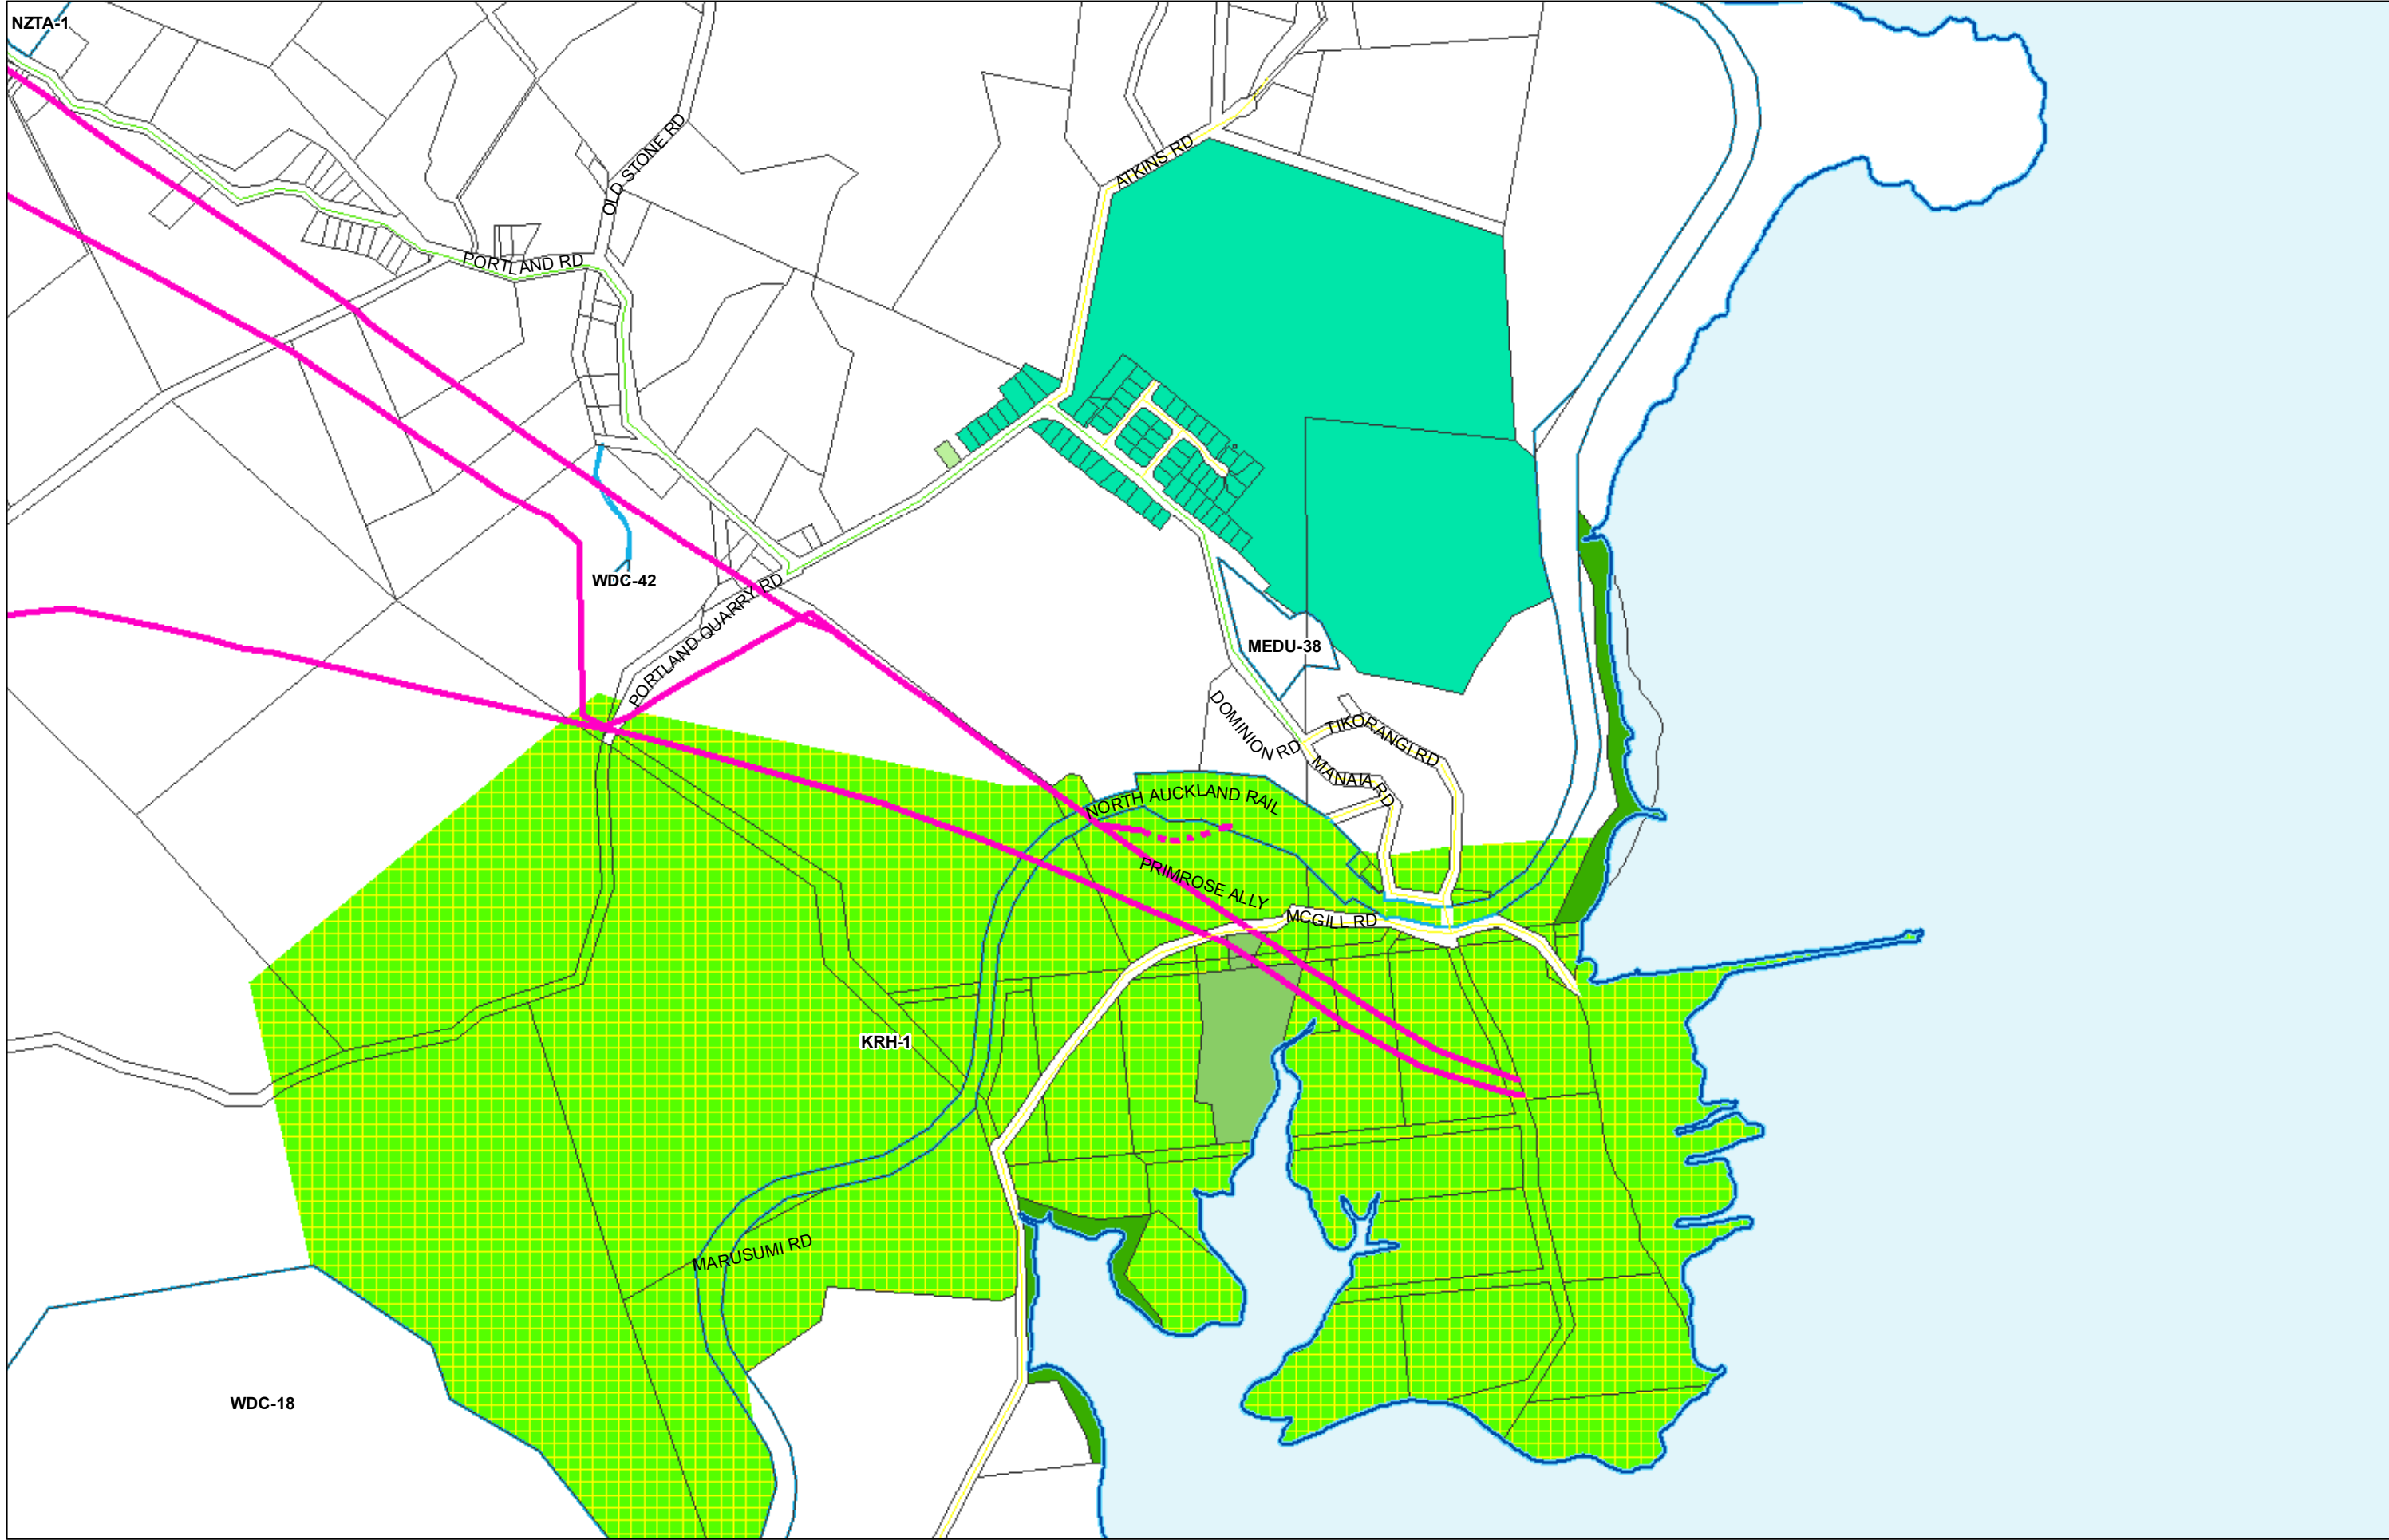 NZTA-1
OLD STONE RD
ATKINS RD
PORTLAND RD
WDC-42
PORTLAND QUARRY RD
MEDU-38
DOMINION RD
TIKORANGI RD
MANAIA RD
NORTH AUCKLAND RAIL
PRIMROSE ALLY
MCGILL RD
KRH-1
MARUSUMI RD
WDC-18